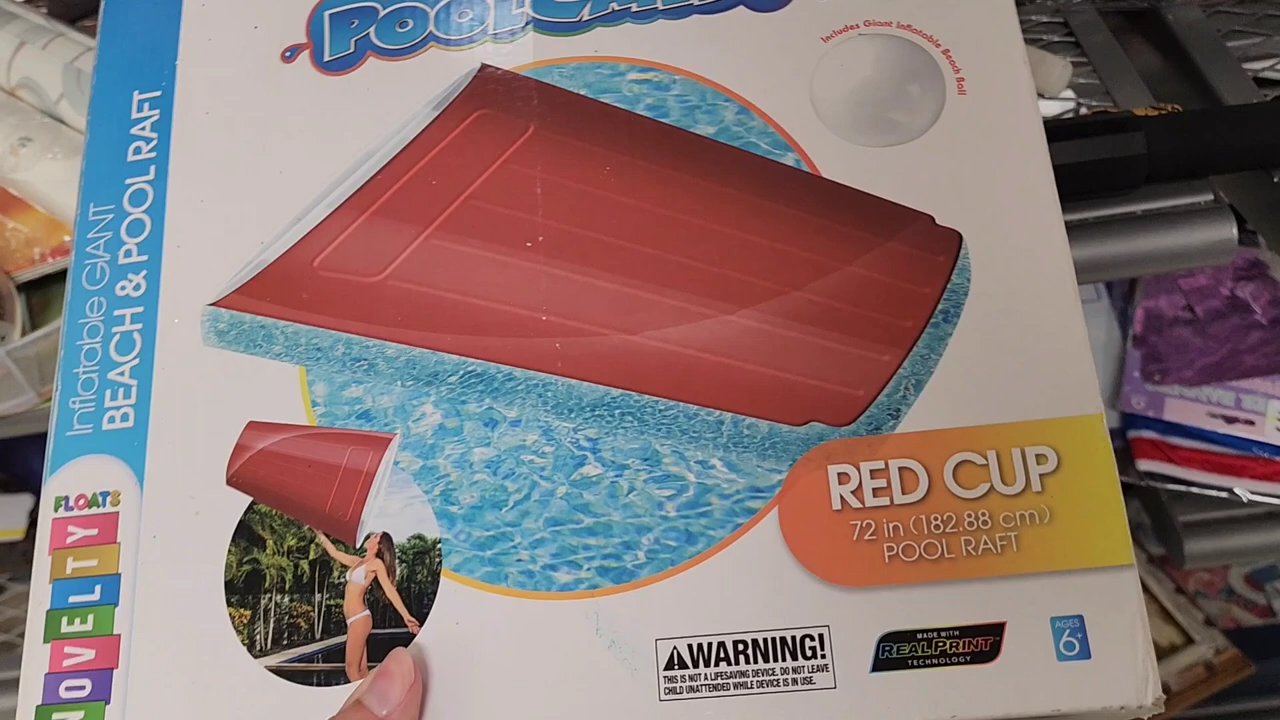 POOL
Includes Giant Inflatable Beach Ball
Inflatable GIANT
BEACH & POOL RAFT
FLOATS
NOVELTY
RED CUP
72 in (182.88 cm)
POOL RAFT
WARNING!
THIS IS NOT A LIFESAVING DEVICE. DO NOT LEAVE
CHILD UNATTENDED WHILE DEVICE IS IN USE.
MADE WITH
REAL PRINT™
TECHNOLOGY
AGES
6+